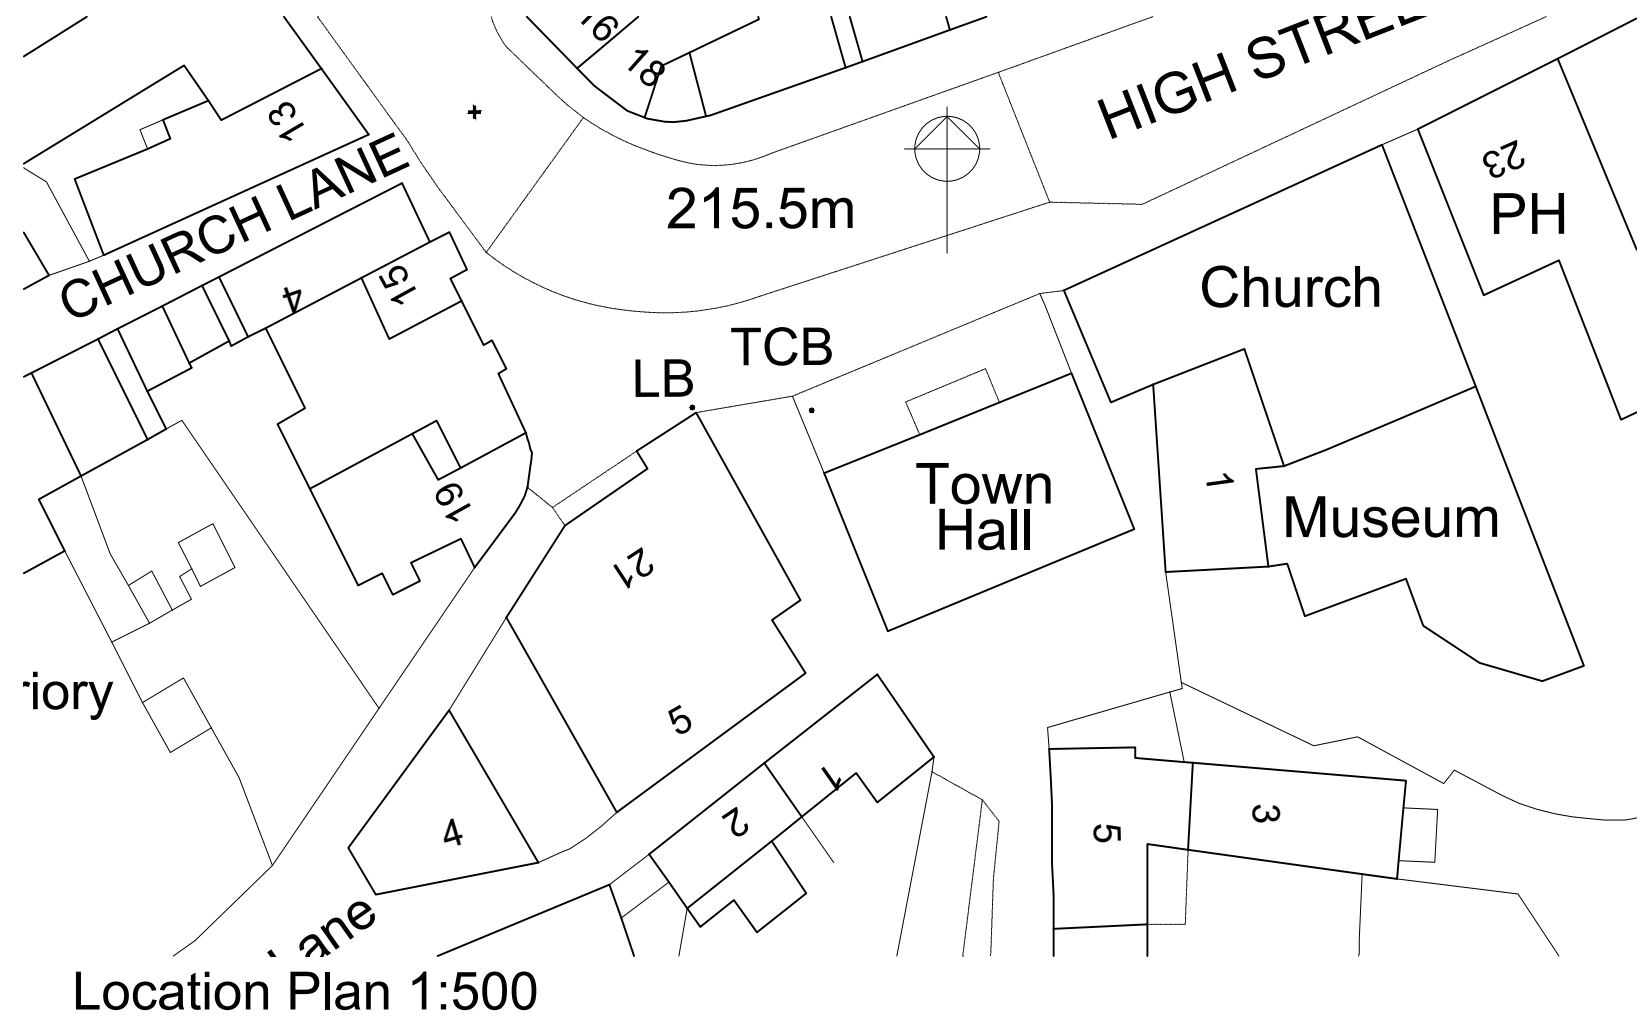 16
18
HIGH STREE
13
CHURCH LANE
23
PH
215.5m
Church
4
15
TCB
LB
Town
Hall
1
Museum
19
21
riory
5
1
2
4
5
3
Lane
Location Plan 1:500